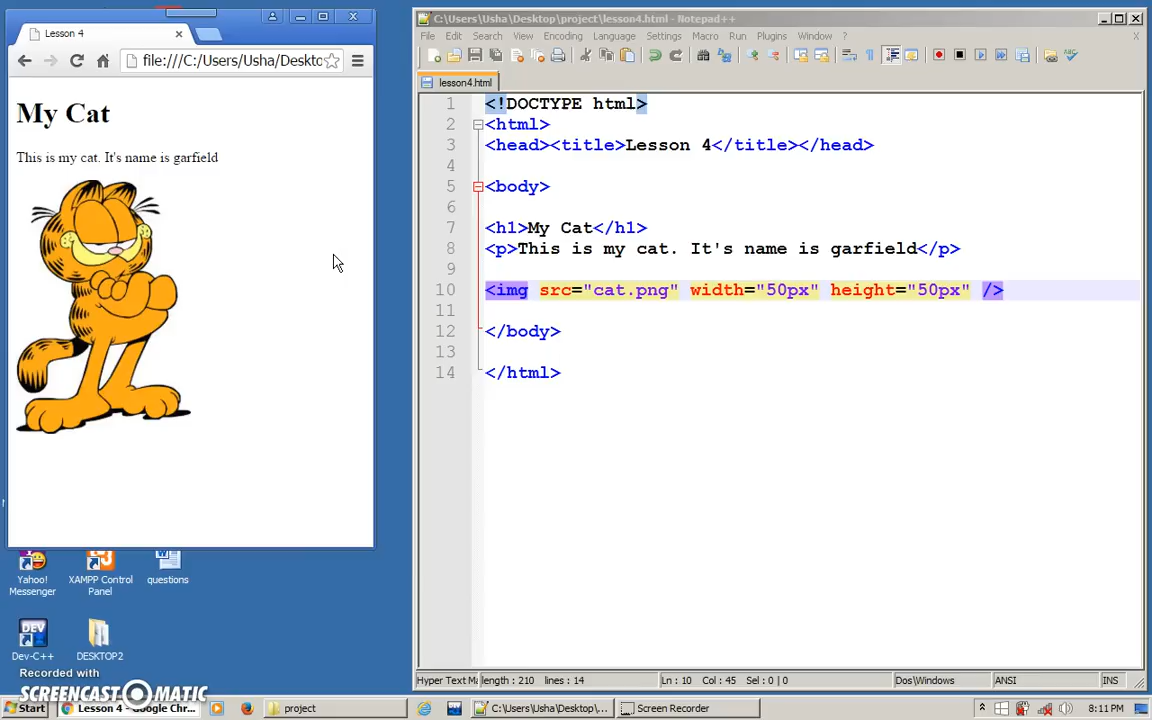 Lesson 4
file:///C:/Users/Usha/Deskto
My Cat
This is my cat. It's name is garfield
Yahoo! Messenger
XAMPP Control Panel
questions
Dev-C++
DESKTOP2
Recorded with
SCREENCAST MATIC
C:\Users\Usha\Desktop\project\lesson4.html - Notepad++
File Edit Search View Encoding Language Settings Macro Run Plugins Window ?
X
lesson4.html
1 <!DOCTYPE html>
2 <html>
3 <head><title>Lesson 4</title></head>
4
5 <body>
6
7 <h1>My Cat</h1>
8 <p>This is my cat. It's name is garfield</p>
9
10 <img src="cat.png" width="50px" height="50px" />
11
12 </body>
13
14 </html>
Hyper Text Ma length : 210 lines : 14 Ln : 10 Col : 45 Sel : 0 | 0 Dos\Windows ANSI INS
Start Lesson 4 - Google Chr... project C:\Users\Usha\Desktop\... Screen Recorder 8:11 PM